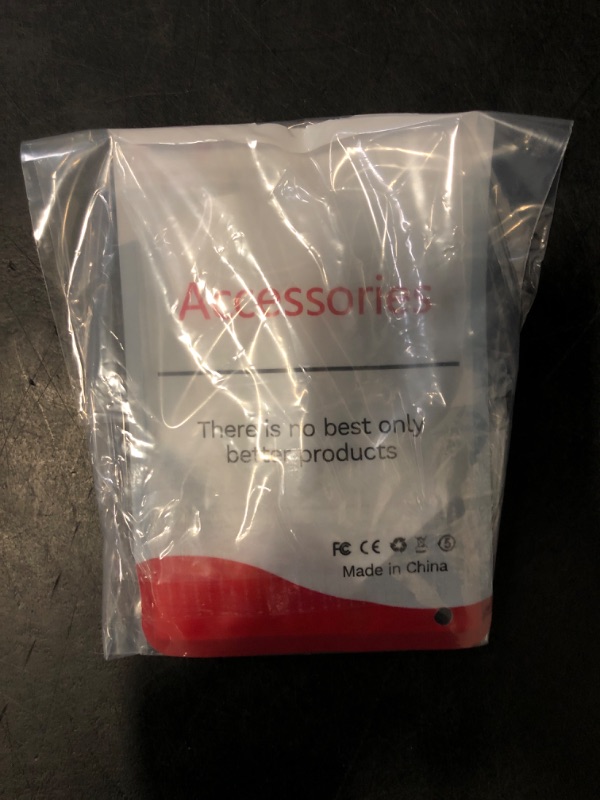 Accessories
There is no best only
better products
FC CE
Made in China